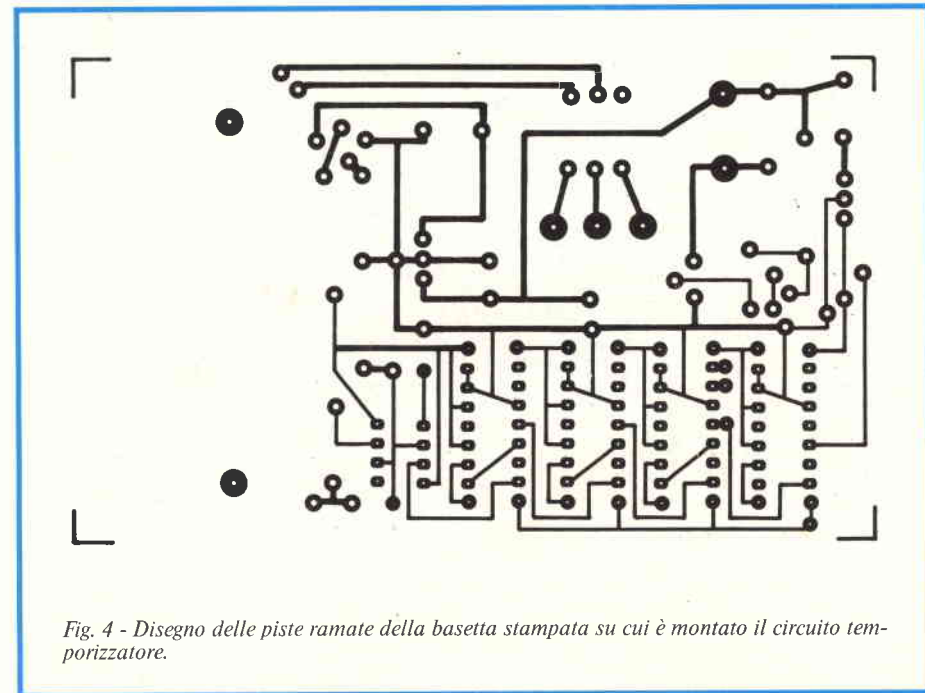 Fig. 4 - Disegno delle piste ramate della basetta stampata su cui è montato il circuito tem-
porizzatore.